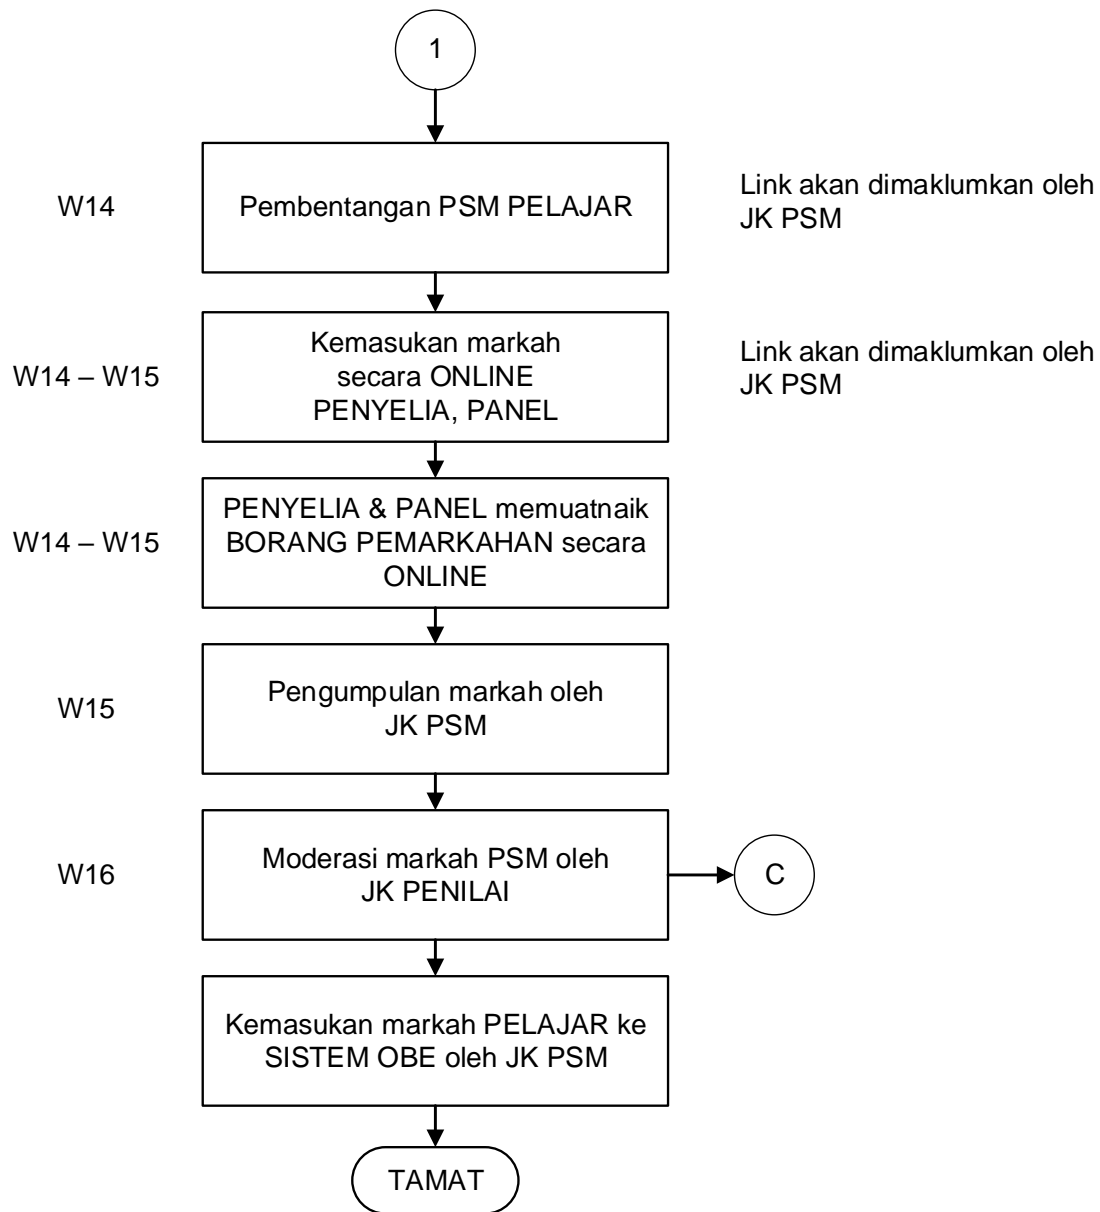 1
W14
Pembentangan PSM PELAJAR
Link akan dimaklumkan oleh
JK PSM
W14 – W15
Kemasukan markah
secara ONLINE
PENYELIA, PANEL
Link akan dimaklumkan oleh
JK PSM
W14 – W15
PENYELIA & PANEL memuatnaik
BORANG PEMARKAHAN secara
ONLINE
W15
Pengumpulan markah oleh
JK PSM
W16
Moderasi markah PSM oleh
JK PENILAI
C
Kemasukan markah PELAJAR ke
SISTEM OBE oleh JK PSM
TAMAT